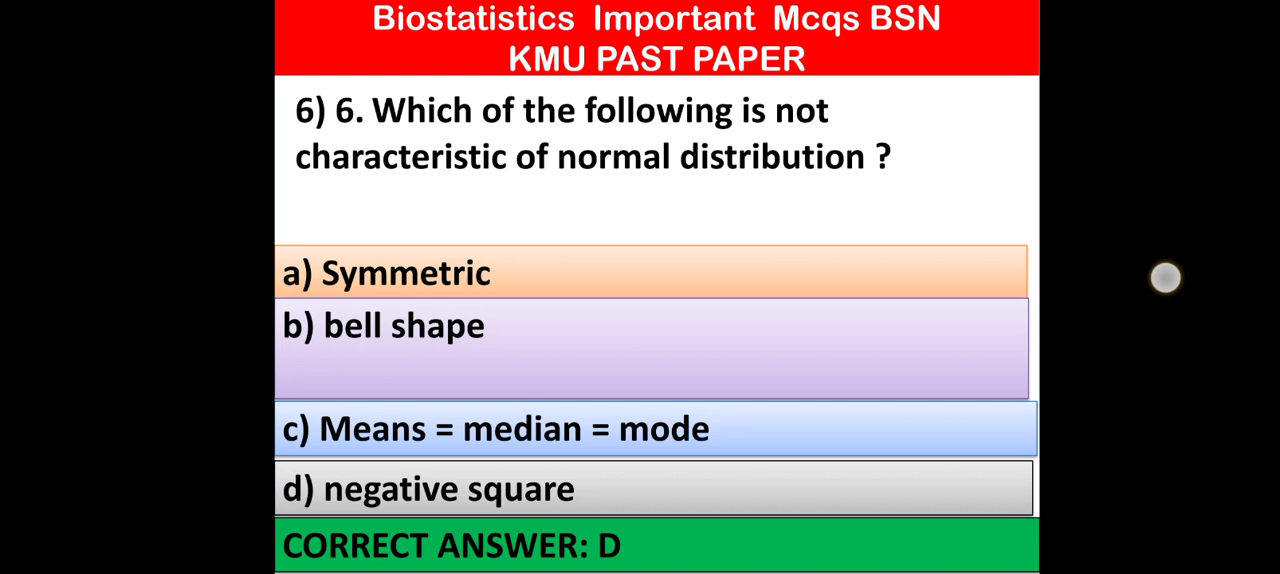 Biostatistics Important Mcqs BSN
KMU PAST PAPER
6) 6. Which of the following is not
characteristic of normal distribution ?
a) Symmetric
b) bell shape
c) Means = median = mode
d) negative square
CORRECT ANSWER: D